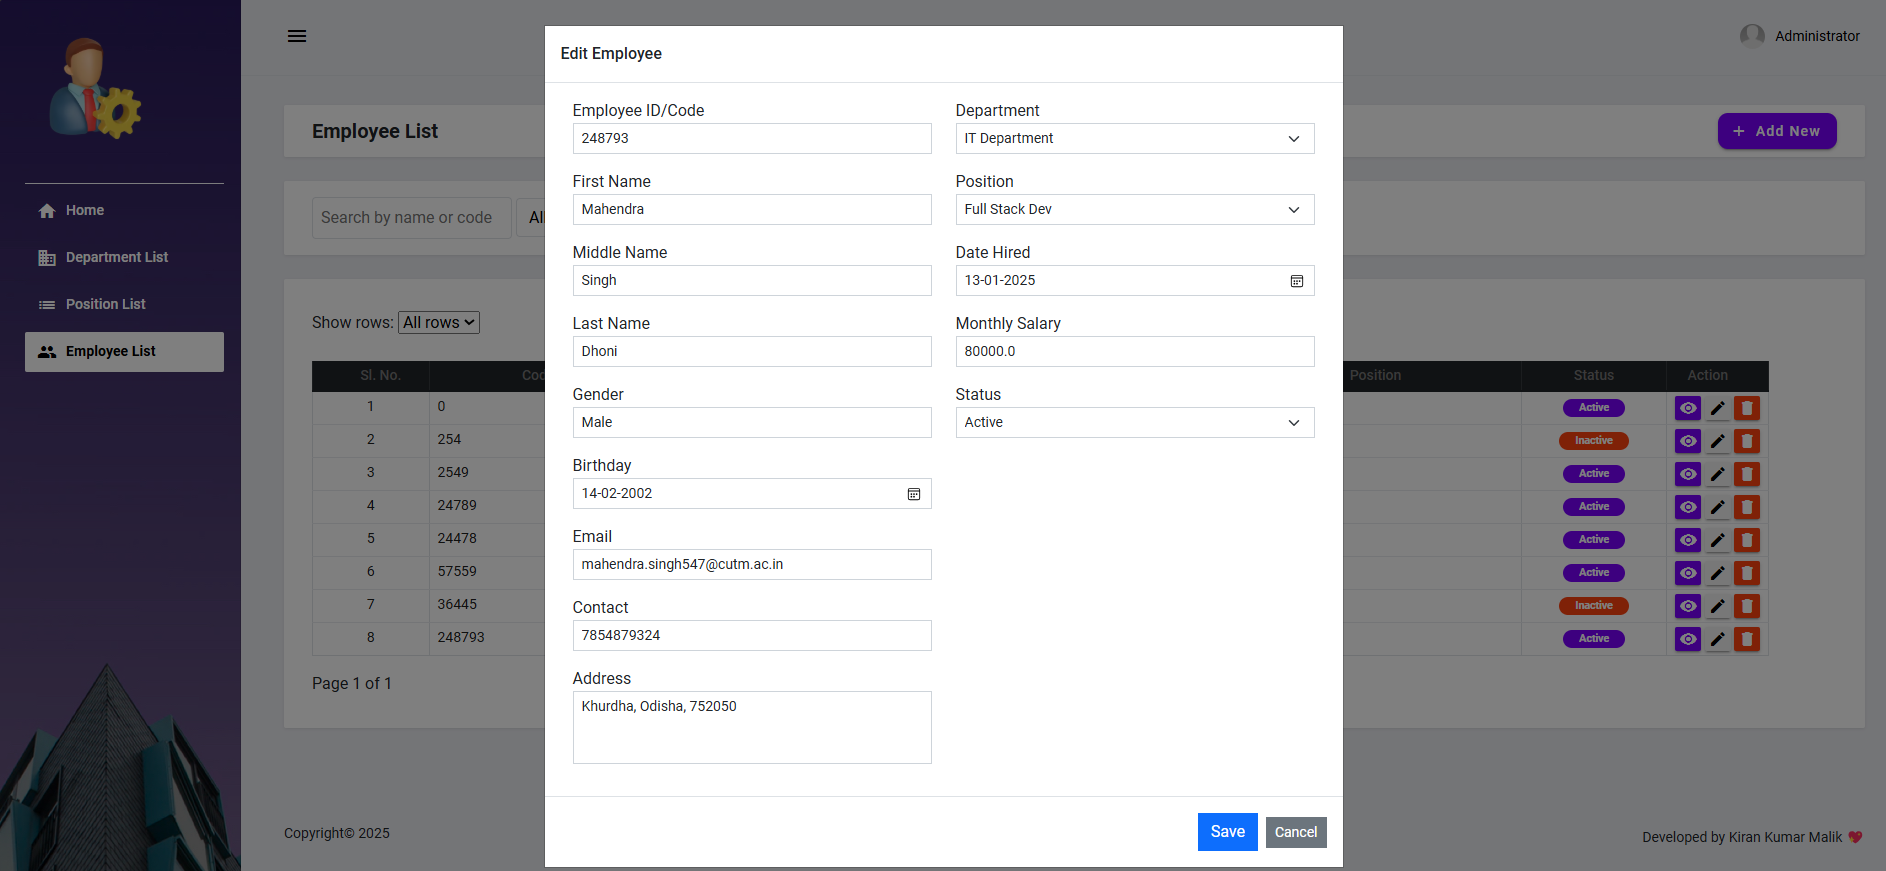 Administrator
Home
Department List
Position List
Employee List
Employee List
+ Add New
Search by name or code
All
Show rows: All rows
Sl. No.
Position
Status
Action
1 0 Active
2 254 Inactive
3 2549 Active
4 24789 Active
5 24478 Active
6 57559 Active
7 36445 Inactive
8 248793 Active
Page 1 of 1
Edit Employee
Employee ID/Code
248793
First Name
Mahendra
Middle Name
Singh
Last Name
Dhoni
Gender
Male
Birthday
14-02-2002
Email
mahendra.singh547@cutm.ac.in
Contact
7854879324
Address
Khurdha, Odisha, 752050
Department
IT Department
Position
Full Stack Dev
Date Hired
13-01-2025
Monthly Salary
80000.0
Status
Active
Save
Cancel
Copyright© 2025
Developed by Kiran Kumar Malik 💖